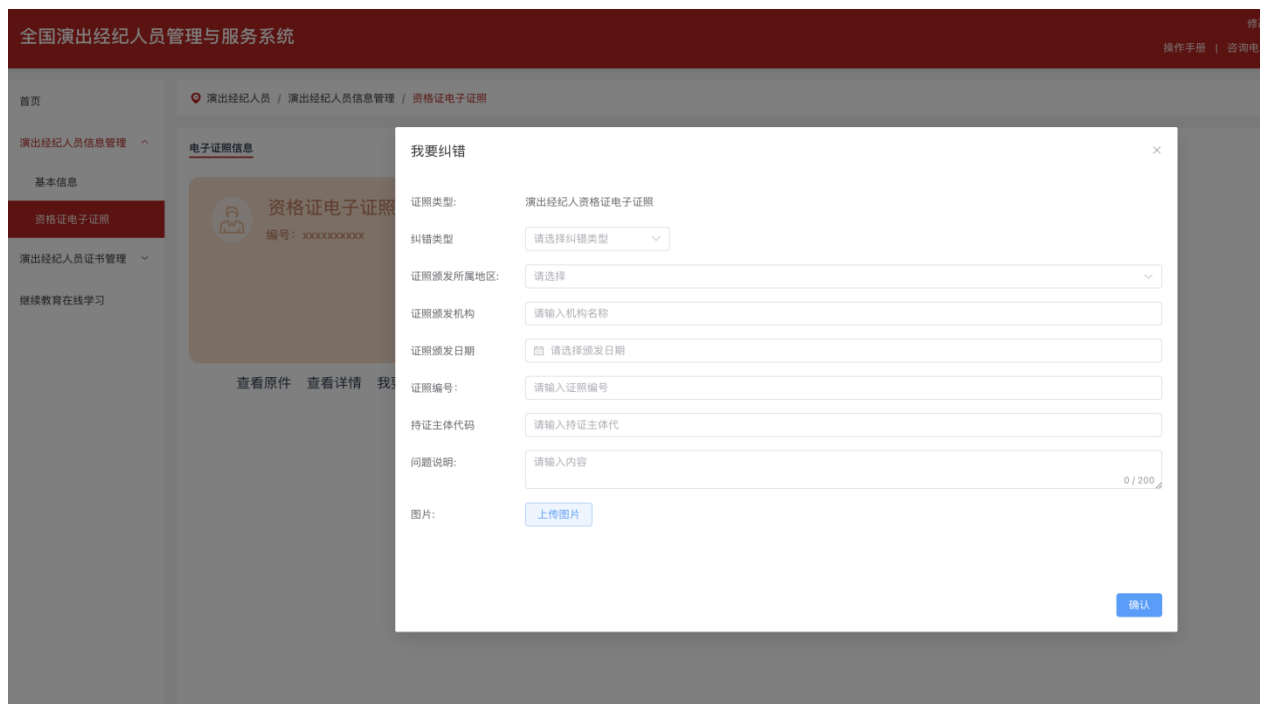 全国演出经纪人员管理与服务系统
操作手册 | 咨询电
首页
演出经纪人员信息管理
基本信息
资格证电子证照
演出经纪人员证书管理
继续教育在线学习
演出经纪人员 / 演出经纪人员信息管理 / 资格证电子证照
电子证照信息
资格证电子证照
编号：xxxxxxxxxx
查看原件 查看详情 我
我要纠错
证照类型: 演出经纪人资格证电子证照
纠错类型 请选择纠错类型
证照颁发所属地区: 请选择
证照颁发机构 请输入机构名称
证照颁发日期 请选择颁发日期
证照编号: 请输入证照编号
持证主体代码 请输入持证主体代
问题说明: 请输入内容
0 / 200
图片: 上传图片
确认